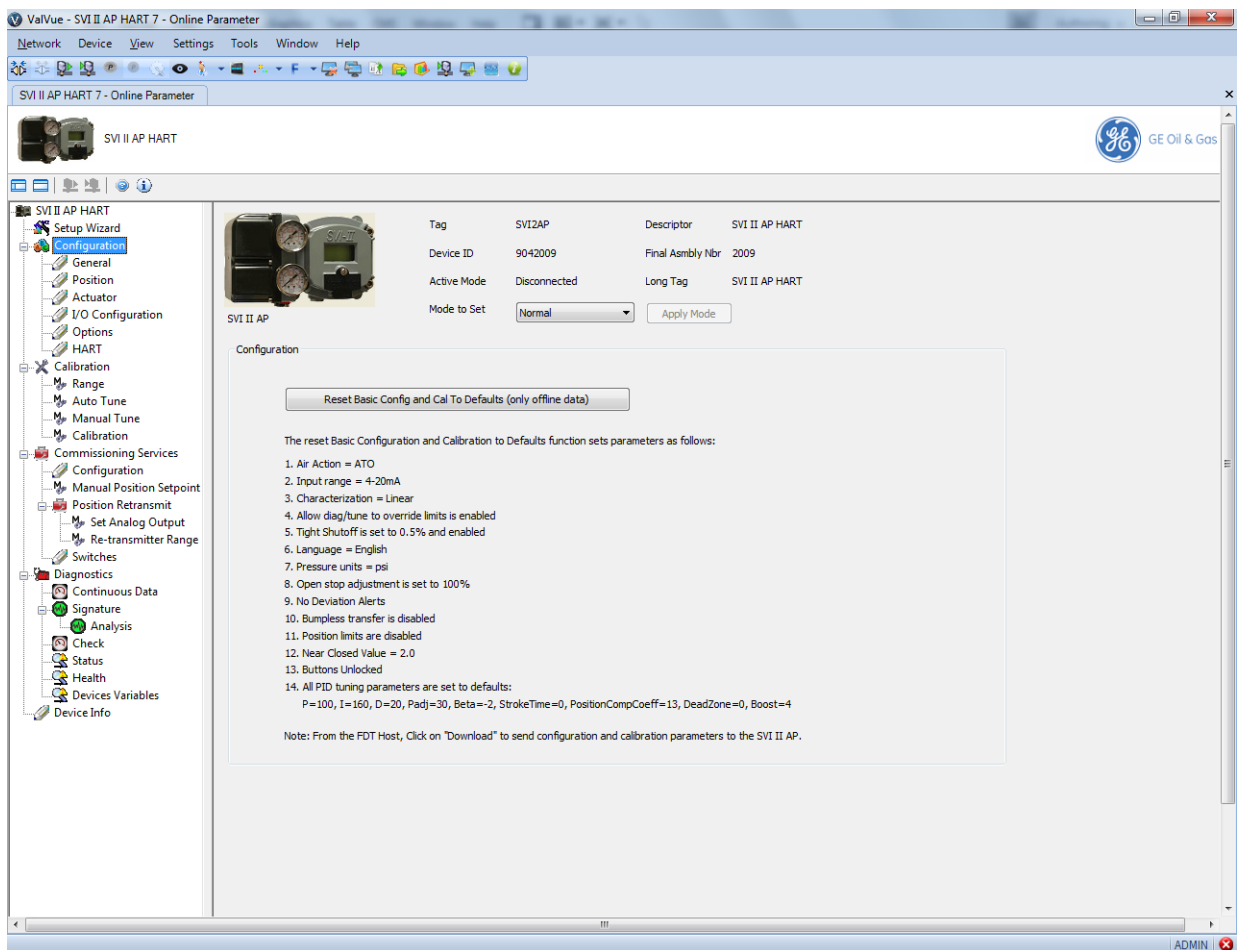 ValVue - SVI II AP HART 7 - Online Parameter
Network Device View Settings Tools Window Help
SVI II AP HART 7 - Online Parameter
SVI II AP HART
GE Oil & Gas
SVI II AP HART
Setup Wizard
Configuration
General
Position
Actuator
I/O Configuration
Options
HART
Calibration
Range
Auto Tune
Manual Tune
Calibration
Commissioning Services
Configuration
Manual Position Setpoint
Position Retransmit
Set Analog Output
Re-transmitter Range
Switches
Diagnostics
Continuous Data
Signature
Analysis
Check
Status
Health
Devices Variables
Device Info
SVI II AP
Tag SVI2AP Descriptor SVI II AP HART
Device ID 9042009 Final Asmbly Nbr 2009
Active Mode Disconnected Long Tag SVI II AP HART
Mode to Set Normal Apply Mode
Configuration
Reset Basic Config and Cal To Defaults (only offline data)
The reset Basic Configuration and Calibration to Defaults function sets parameters as follows:
1. Air Action = ATO
2. Input range = 4-20mA
3. Characterization = Linear
4. Allow diag/tune to override limits is enabled
5. Tight Shutoff is set to 0.5% and enabled
6. Language = English
7. Pressure units = psi
8. Open stop adjustment is set to 100%
9. No Deviation Alerts
10. Bumpless transfer is disabled
11. Position limits are disabled
12. Near Closed Value = 2.0
13. Buttons Unlocked
14. All PID tuning parameters are set to defaults:
P=100, I=160, D=20, Padj=30, Beta=-2, StrokeTime=0, PositionCompCoeff=13, DeadZone=0, Boost=4
Note: From the FDT Host, Click on "Download" to send configuration and calibration parameters to the SVI II AP.
ADMIN